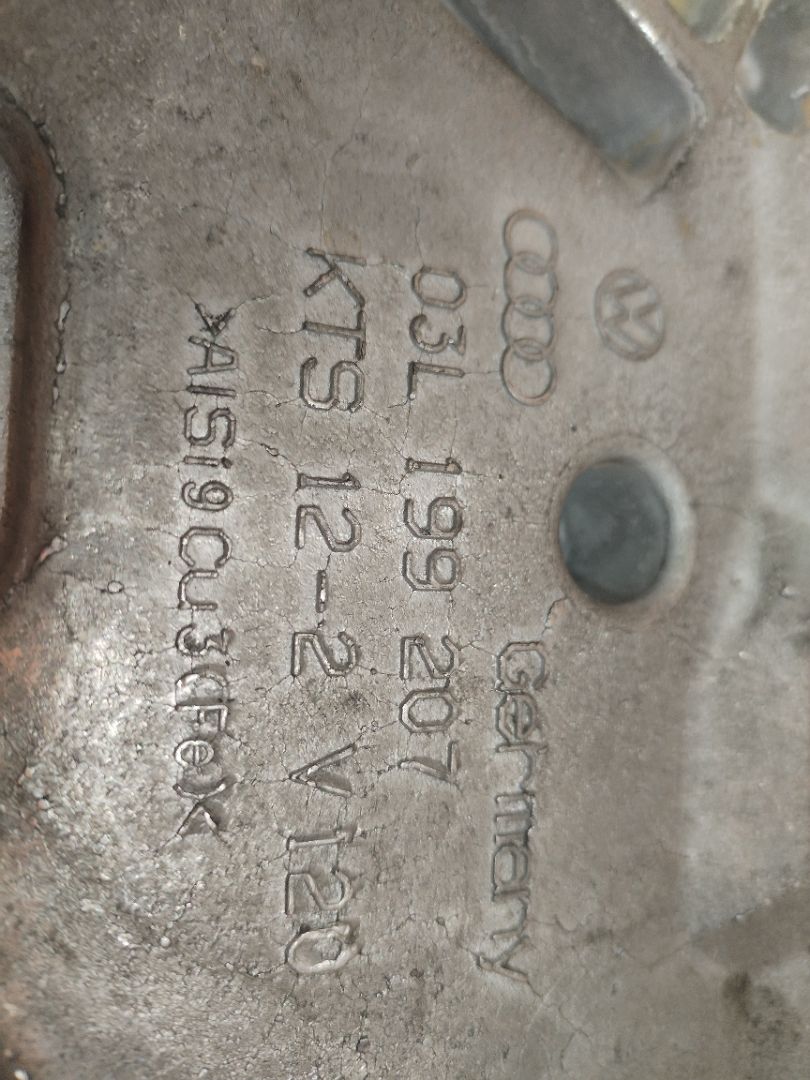 Germany
03L 199 207
KTS 12-2 V120
>AlSi9Cu3(Fe)<